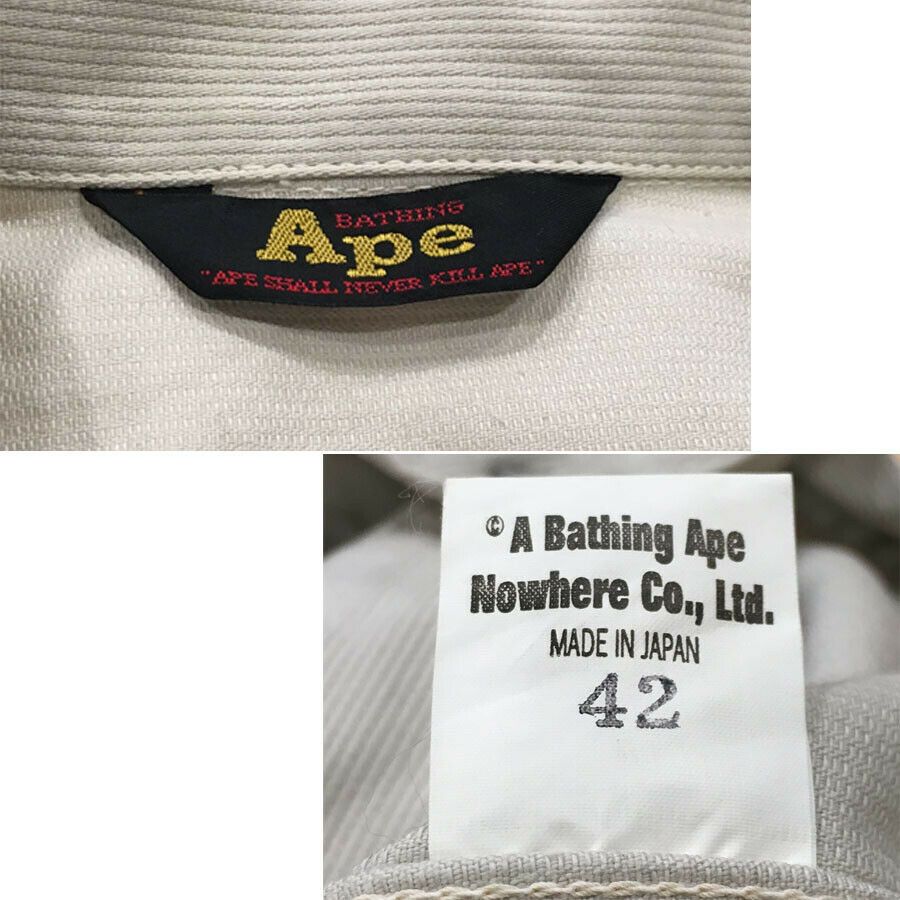 BATHING
Ape
"APE SHALL NEVER KILL APE"
© A Bathing Ape
Nowhere Co., Ltd.
MADE IN JAPAN
42